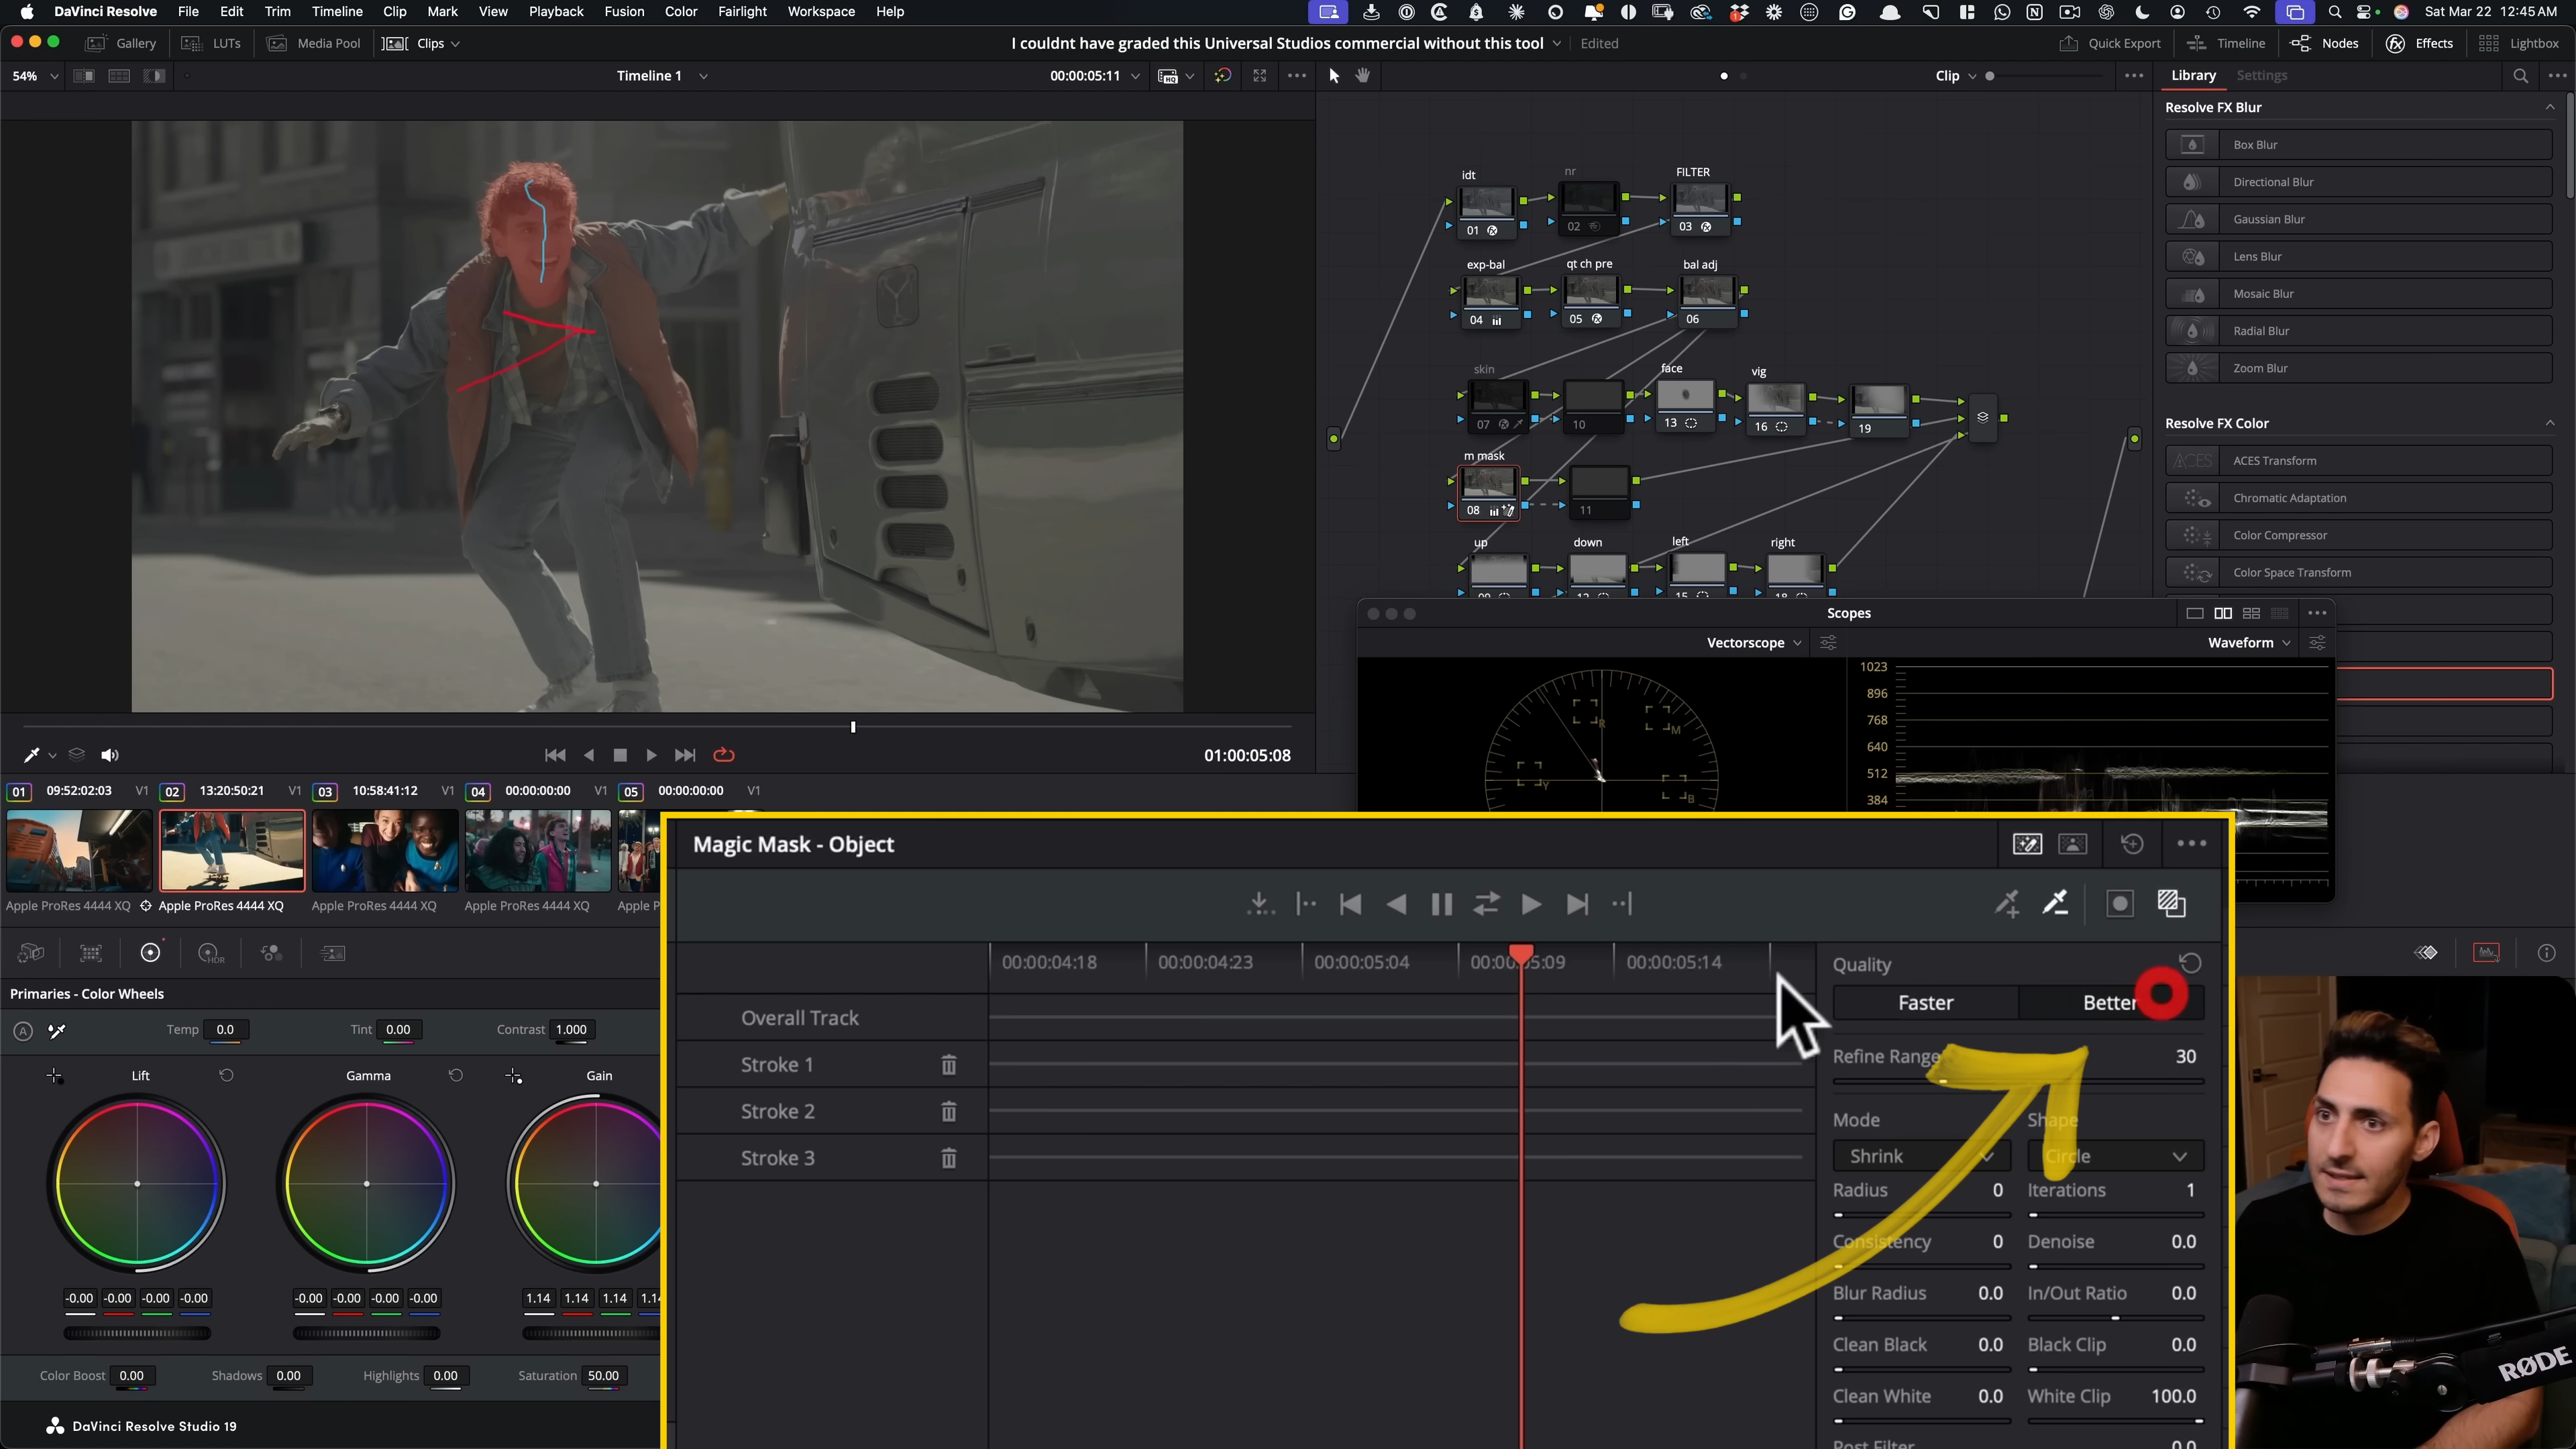 DaVinci Resolve File Edit Trim Timeline Clip Mark View Playback Fusion Color Fairlight Workspace Help Sat Mar 22 12:45 AM
Gallery LUTs Media Pool Clips I couldnt have graded this Universal Studios commercial without this tool Edited Quick Export Timeline Nodes Effects Lightbox
54% Timeline 1 00:00:05:11 Clip Library Settings
Resolve FX Blur
Box Blur
Directional Blur
Gaussian Blur
Lens Blur
Mosaic Blur
Radial Blur
Zoom Blur
Resolve FX Color
ACES ACES Transform
Chromatic Adaptation
Color Compressor
Color Space Transform
idt nr FILTER
01 02 03
exp-bal qt ch pre bal adj
04 05 06
skin face vig
07 10 13 16 19
m mask
08 11
up down left right
Scopes
Vectorscope Waveform
R M Y B
1023
896
768
640
512
384
01:00:05:08
01 09:52:02:03 V1 02 13:20:50:21 V1 03 10:58:41:12 V1 04 00:00:00:00 V1 05 00:00:00:00 V1
Apple ProRes 4444 XQ Apple ProRes 4444 XQ Apple ProRes 4444 XQ Apple ProRes 4444 XQ Apple P
HDR
Primaries - Color Wheels
A Temp 0.0 Tint 0.00 Contrast 1.000
Lift Gamma Gain
-0.00 -0.00 -0.00 -0.00 -0.00 -0.00 -0.00 -0.00 1.14 1.14 1.14 1.14
Color Boost 0.00 Shadows 0.00 Highlights 0.00 Saturation 50.00
DaVinci Resolve Studio 19
Magic Mask - Object
00:00:04:18 00:00:04:23 00:00:05:04 00:00:05:09 00:00:05:14
Overall Track
Stroke 1
Stroke 2
Stroke 3
Quality
Faster Better
Refine Range 30
Mode Shape
Shrink Circle
Radius 0 Iterations 1
Consistency 0 Denoise 0.0
Blur Radius 0.0 In/Out Ratio 0.0
Clean Black 0.0 Black Clip 0.0
Clean White 0.0 White Clip 100.0
Post Filter 0.0
RØDE